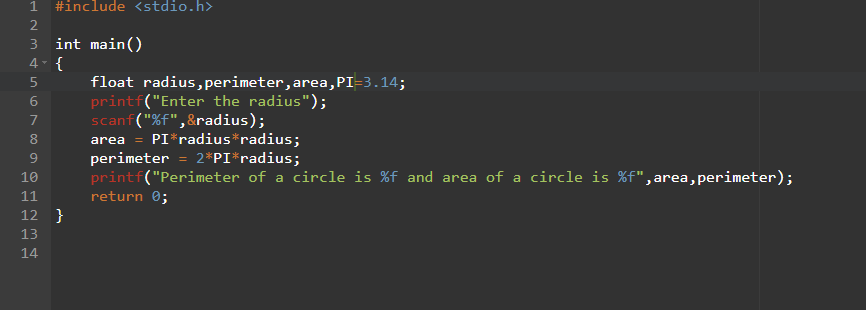 1 #include <stdio.h>
2
3 int main()
4 {
5     float radius,perimeter,area,PI=3.14;
6     printf("Enter the radius");
7     scanf("%f",&radius);
8     area = PI*radius*radius;
9     perimeter = 2*PI*radius;
10     printf("Perimeter of a circle is %f and area of a circle is %f",area,perimeter);
11     return 0;
12 }
13
14